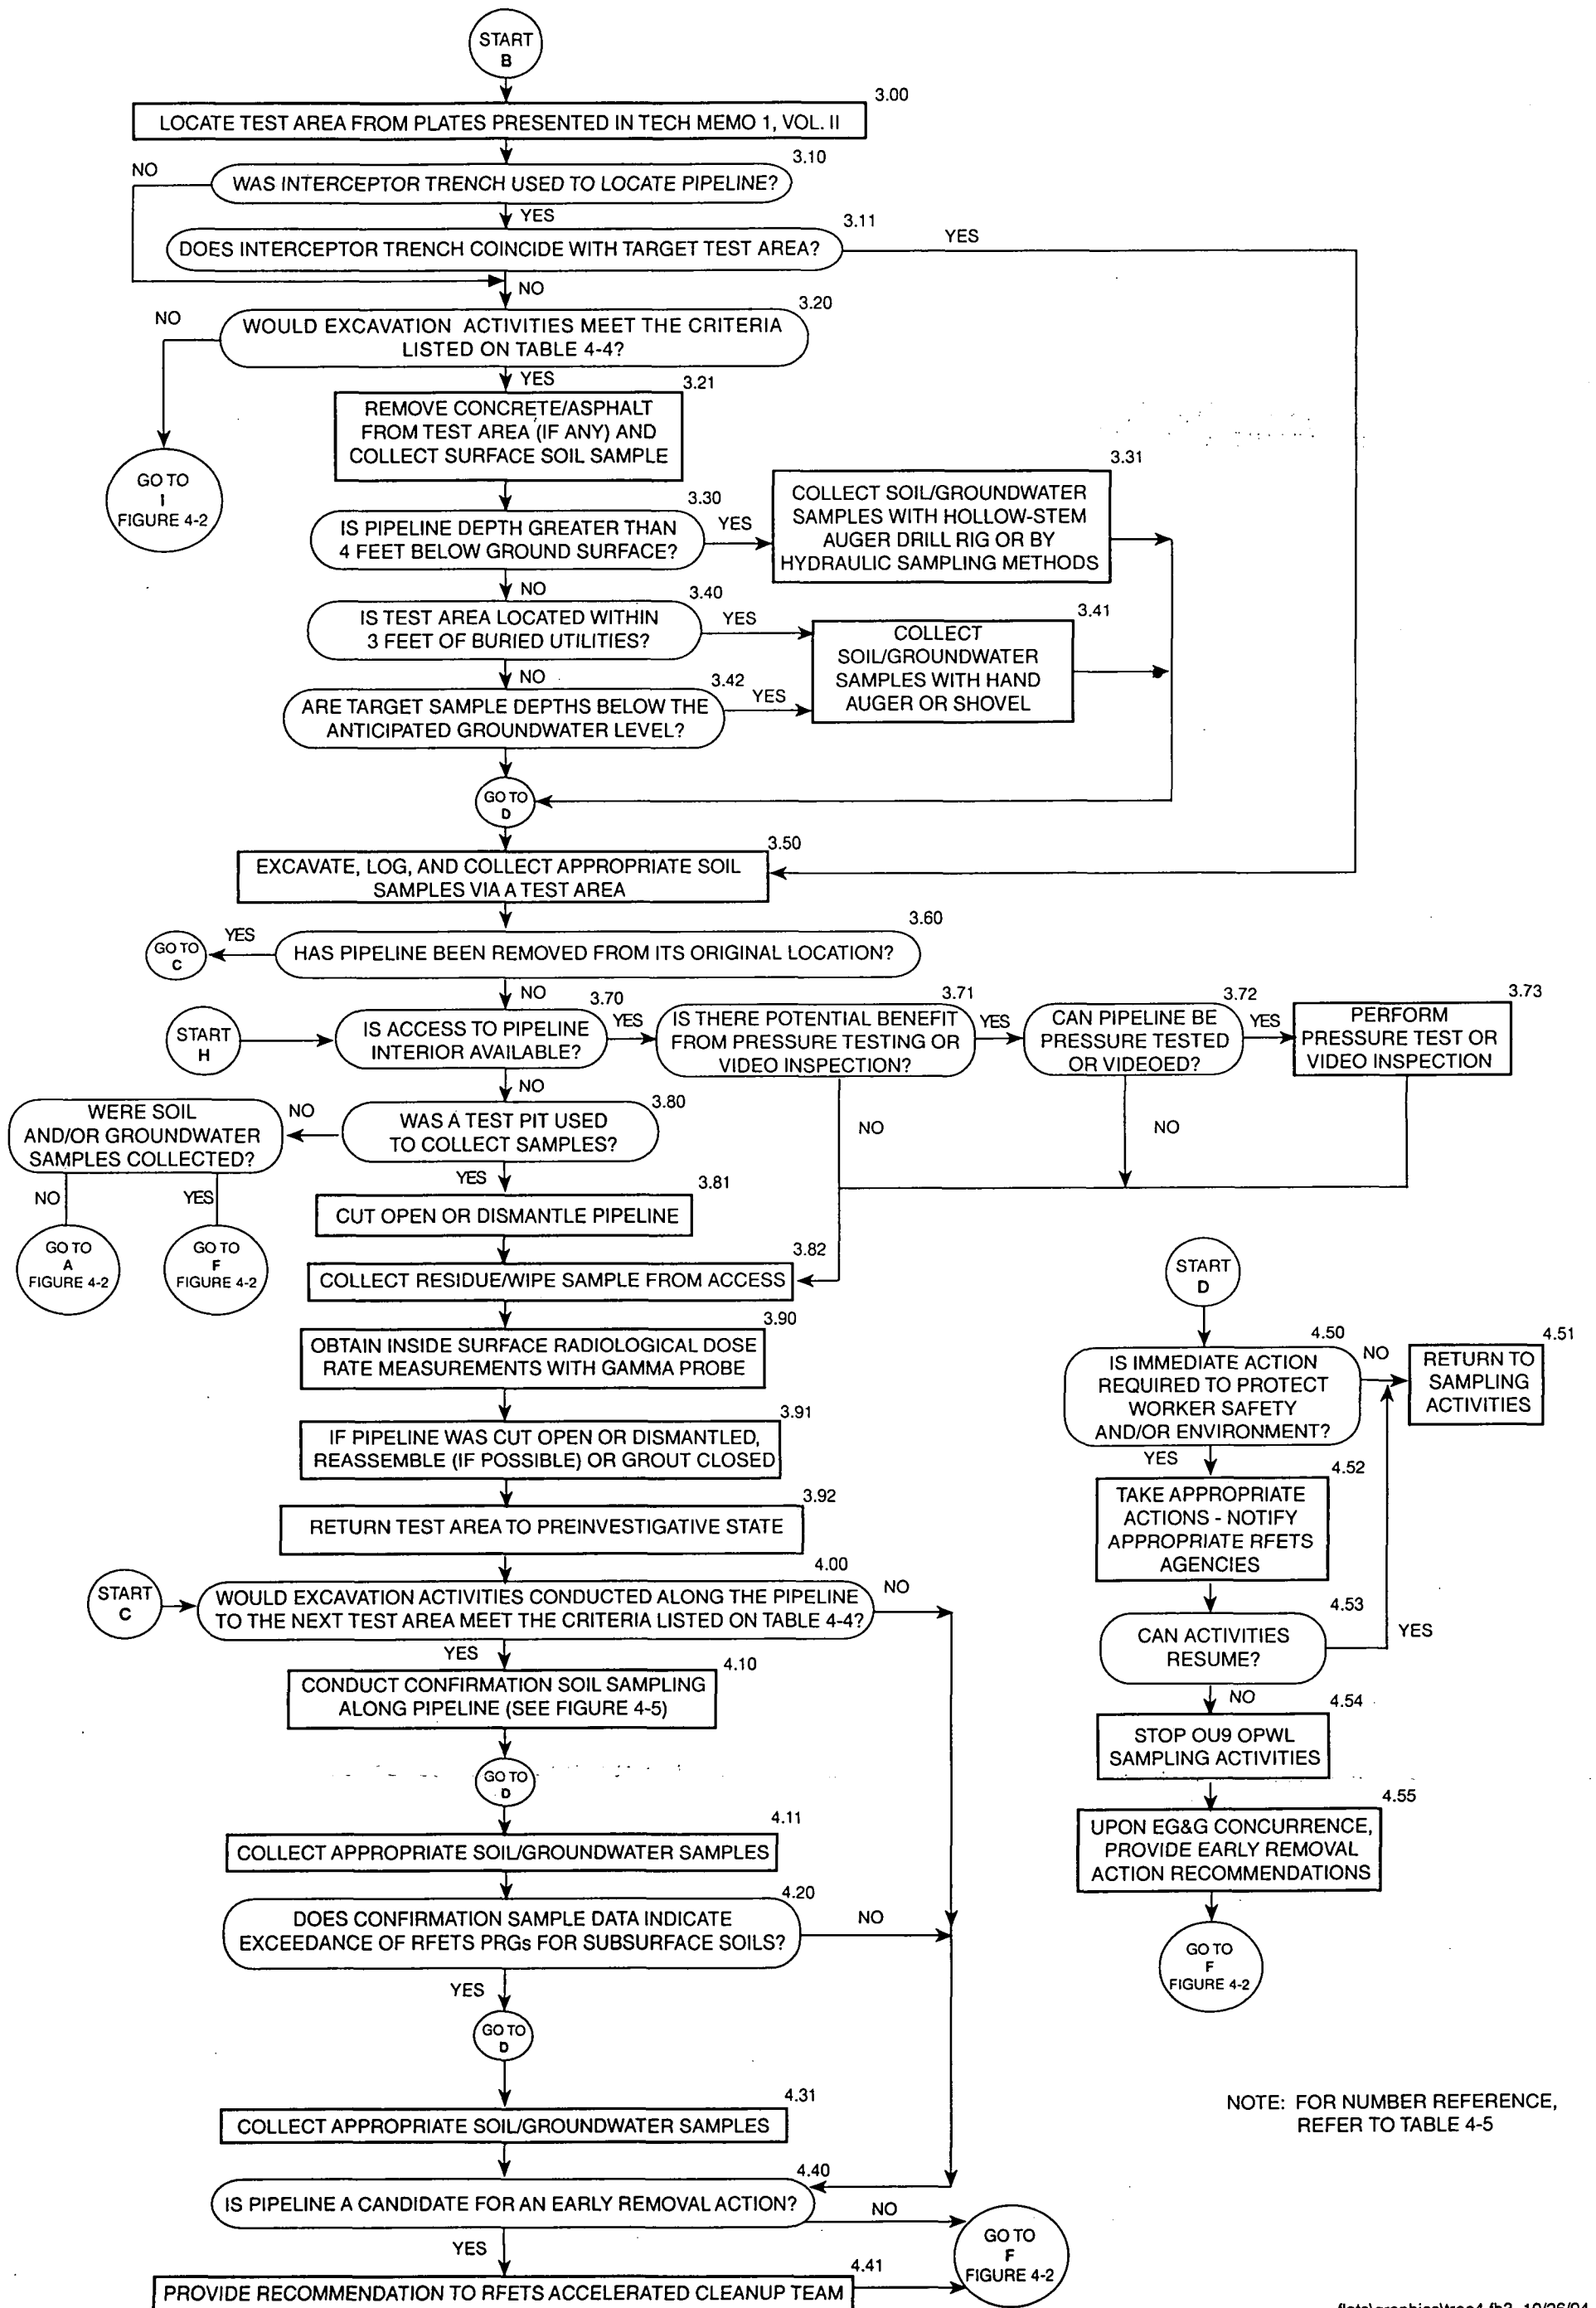 START
B
3.00
LOCATE TEST AREA FROM PLATES PRESENTED IN TECH MEMO 1, VOL. II
3.10
NO
WAS INTERCEPTOR TRENCH USED TO LOCATE PIPELINE?
YES
3.11
DOES INTERCEPTOR TRENCH COINCIDE WITH TARGET TEST AREA?
YES
NO
3.20
NO
WOULD EXCAVATION ACTIVITIES MEET THE CRITERIA
LISTED ON TABLE 4-4?
YES
3.21
REMOVE CONCRETE/ASPHALT
FROM TEST AREA (IF ANY) AND
COLLECT SURFACE SOIL SAMPLE
GO TO
I
FIGURE 4-2
3.30
IS PIPELINE DEPTH GREATER THAN
4 FEET BELOW GROUND SURFACE?
YES
3.31
COLLECT SOIL/GROUNDWATER
SAMPLES WITH HOLLOW-STEM
AUGER DRILL RIG OR BY
HYDRAULIC SAMPLING METHODS
NO
3.40
IS TEST AREA LOCATED WITHIN
3 FEET OF BURIED UTILITIES?
YES
3.41
COLLECT
SOIL/GROUNDWATER
SAMPLES WITH HAND
AUGER OR SHOVEL
NO
3.42
ARE TARGET SAMPLE DEPTHS BELOW THE
ANTICIPATED GROUNDWATER LEVEL?
YES
GO TO
D
3.50
EXCAVATE, LOG, AND COLLECT APPROPRIATE SOIL
SAMPLES VIA A TEST AREA
3.60
HAS PIPELINE BEEN REMOVED FROM ITS ORIGINAL LOCATION?
YES
GO TO
C
NO
START
H
3.70
IS ACCESS TO PIPELINE
INTERIOR AVAILABLE?
YES
3.71
IS THERE POTENTIAL BENEFIT
FROM PRESSURE TESTING OR
VIDEO INSPECTION?
YES
3.72
CAN PIPELINE BE
PRESSURE TESTED
OR VIDEOED?
YES
3.73
PERFORM
PRESSURE TEST OR
VIDEO INSPECTION
NO
NO
NO
3.80
WAS A TEST PIT USED
TO COLLECT SAMPLES?
NO
WERE SOIL
AND/OR GROUNDWATER
SAMPLES COLLECTED?
NO
YES
GO TO
A
FIGURE 4-2
GO TO
F
FIGURE 4-2
YES
3.81
CUT OPEN OR DISMANTLE PIPELINE
3.82
COLLECT RESIDUE/WIPE SAMPLE FROM ACCESS
3.90
OBTAIN INSIDE SURFACE RADIOLOGICAL DOSE
RATE MEASUREMENTS WITH GAMMA PROBE
3.91
IF PIPELINE WAS CUT OPEN OR DISMANTLED,
REASSEMBLE (IF POSSIBLE) OR GROUT CLOSED
3.92
RETURN TEST AREA TO PREINVESTIGATIVE STATE
START
C
4.00
WOULD EXCAVATION ACTIVITIES CONDUCTED ALONG THE PIPELINE
TO THE NEXT TEST AREA MEET THE CRITERIA LISTED ON TABLE 4-4?
NO
YES
4.10
CONDUCT CONFIRMATION SOIL SAMPLING
ALONG PIPELINE (SEE FIGURE 4-5)
GO TO
D
4.11
COLLECT APPROPRIATE SOIL/GROUNDWATER SAMPLES
4.20
DOES CONFIRMATION SAMPLE DATA INDICATE
EXCEEDANCE OF RFETS PRGs FOR SUBSURFACE SOILS?
NO
YES
GO TO
D
4.31
COLLECT APPROPRIATE SOIL/GROUNDWATER SAMPLES
4.40
IS PIPELINE A CANDIDATE FOR AN EARLY REMOVAL ACTION?
NO
GO TO
F
FIGURE 4-2
YES
4.41
PROVIDE RECOMMENDATION TO RFETS ACCELERATED CLEANUP TEAM
START
D
4.50
IS IMMEDIATE ACTION
REQUIRED TO PROTECT
WORKER SAFETY
AND/OR ENVIRONMENT?
NO
4.51
RETURN TO
SAMPLING
ACTIVITIES
YES
4.52
TAKE APPROPRIATE
ACTIONS - NOTIFY
APPROPRIATE RFETS
AGENCIES
4.53
CAN ACTIVITIES
RESUME?
YES
NO
4.54
STOP OU9 OPWL
SAMPLING ACTIVITIES
4.55
UPON EG&G CONCURRENCE,
PROVIDE EARLY REMOVAL
ACTION RECOMMENDATIONS
GO TO
F
FIGURE 4-2
NOTE: FOR NUMBER REFERENCE,
REFER TO TABLE 4-5